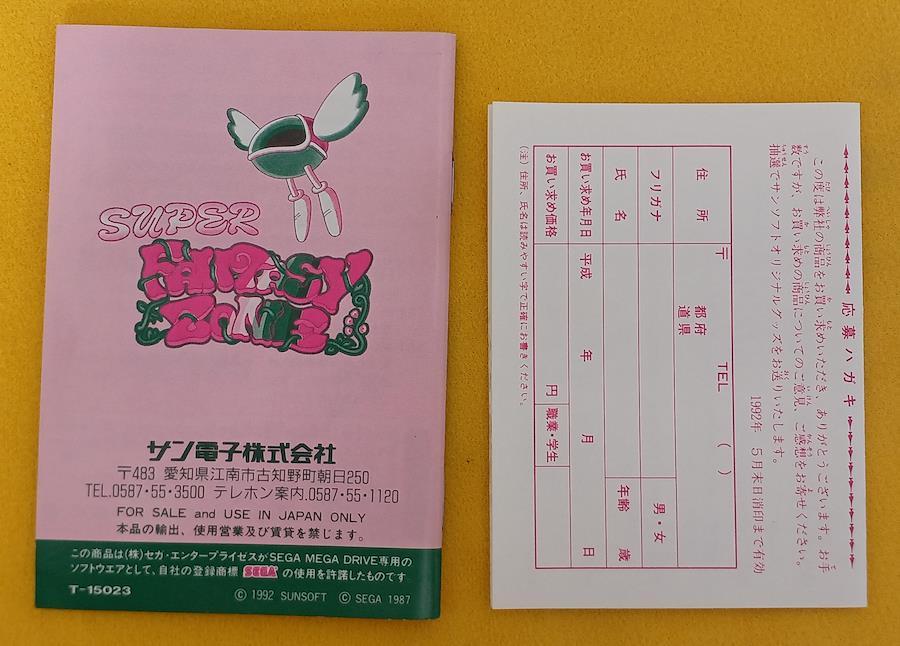 SUPER
FANTASY
ZONE
サン電子株式会社
〒483 愛知県江南市古知野町朝日250
TEL.0587・55・3500 テレホン案内.0587・55・1120
FOR SALE and USE IN JAPAN ONLY
本品の輸出、使用営業及び賃貸を禁じます。
この商品は(株)セガ・エンタープライゼスがSEGA MEGA DRIVE専用の
ソフトウエアとして、自社の登録商標 SEGA の使用を許諾したものです
T-15023
© 1992 SUNSOFT © SEGA 1987
応募ハガキ
この度は弊社の商品をお買い求めいただき、ありがとうございます。お手
数ですが、お買い求めの商品についてのご意見、ご感想をお寄せください。
抽選でサンソフトオリジナルグッズをお送りいたします。
1992年 5月末日消印まで有効
住所 〒 TEL ( )
都府
道県
フリガナ 男・女
氏名 年齢 歳
お買い求め年月日 平成 年 月 日
お買い求め価格 円 職業・学生
(注) 住所、氏名は読みやすい字で正確にお書きください。